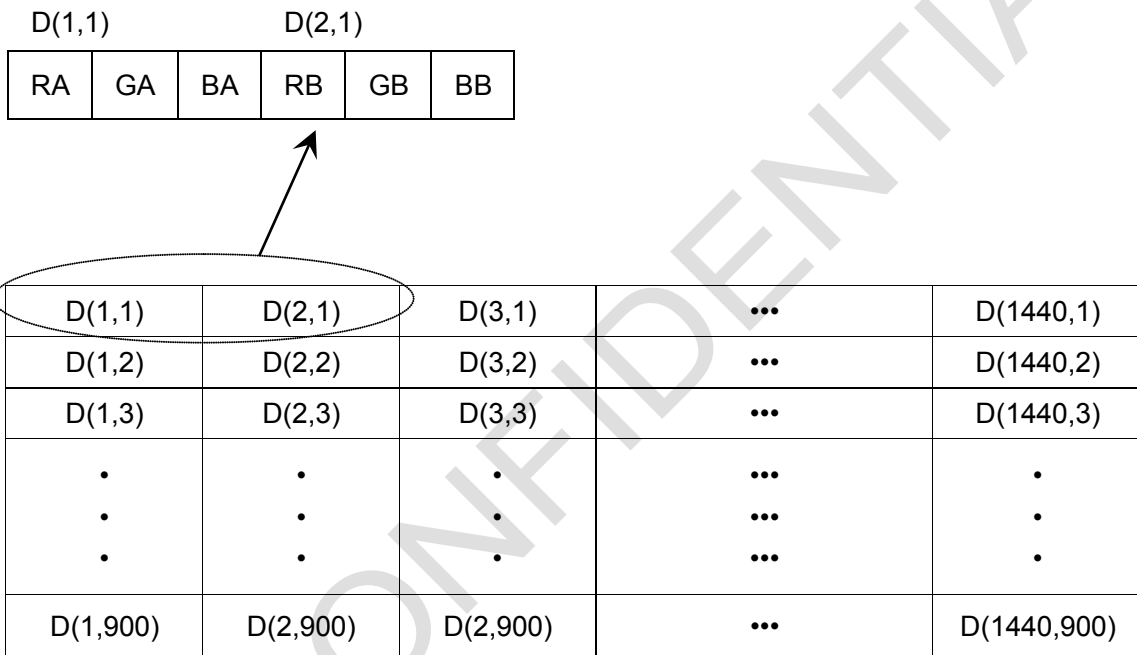 D(1,1) D(2,1)
RA GA BA RB GB BB
D(1,1) D(2,1) D(3,1) ••• D(1440,1)
D(1,2) D(2,2) D(3,2) ••• D(1440,2)
D(1,3) D(2,3) D(3,3) ••• D(1440,3)
• • • ••• •
• • • ••• •
• • • ••• •
D(1,900) D(2,900) D(2,900) ••• D(1440,900)
ONFIDENTIA